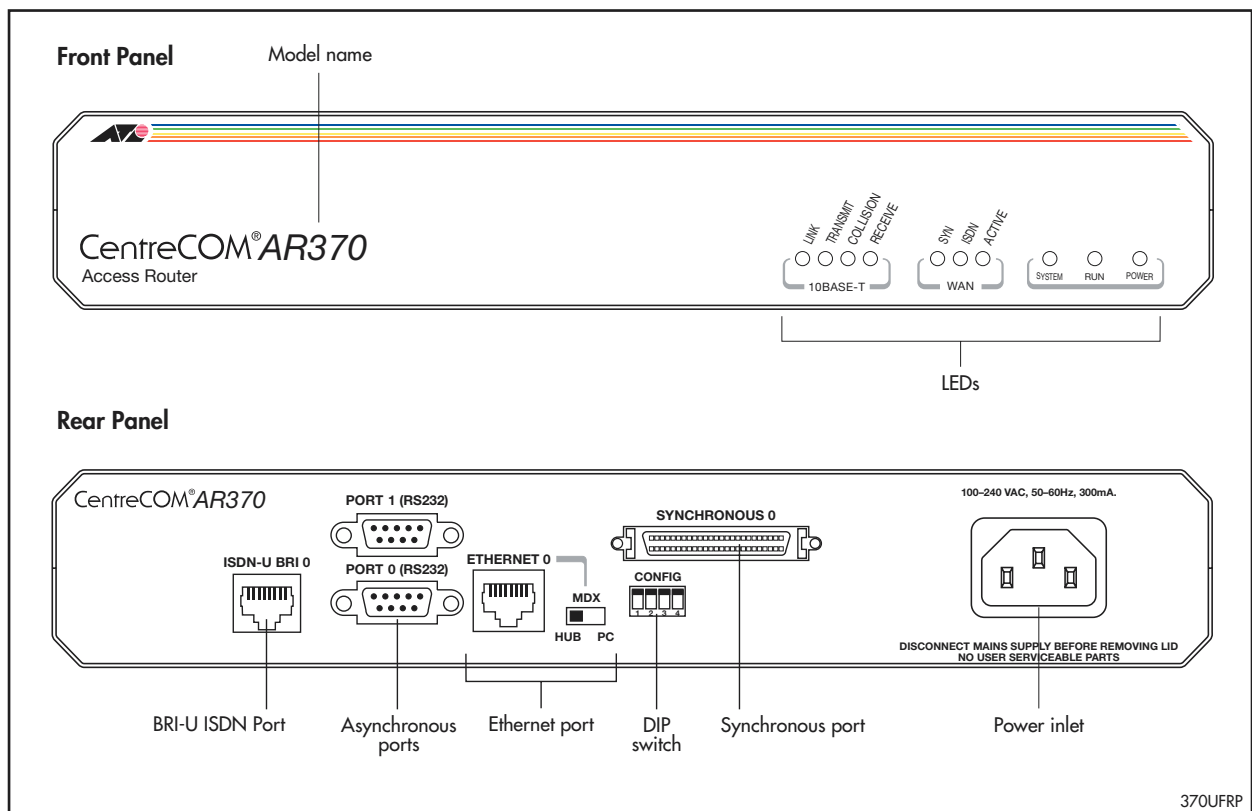 Front Panel
Model name
CentreCOM® AR370
Access Router
LINK
TRANSMIT
COLLISION
RECEIVE
10BASE-T
SYN
ISDN
ACTIVE
WAN
SYSTEM
RUN
POWER
LEDs
Rear Panel
CentreCOM® AR370
ISDN-U BRI 0
PORT 1 (RS232)
PORT 0 (RS232)
ETHERNET 0
MDX
HUB PC
SYNCHRONOUS 0
CONFIG
1 2 3 4
100–240 VAC, 50–60Hz, 300mA.
DISCONNECT MAINS SUPPLY BEFORE REMOVING LID
NO USER SERVICEABLE PARTS
BRI-U ISDN Port
Asynchronous
ports
Ethernet port
DIP
switch
Synchronous port
Power inlet
370UFRP